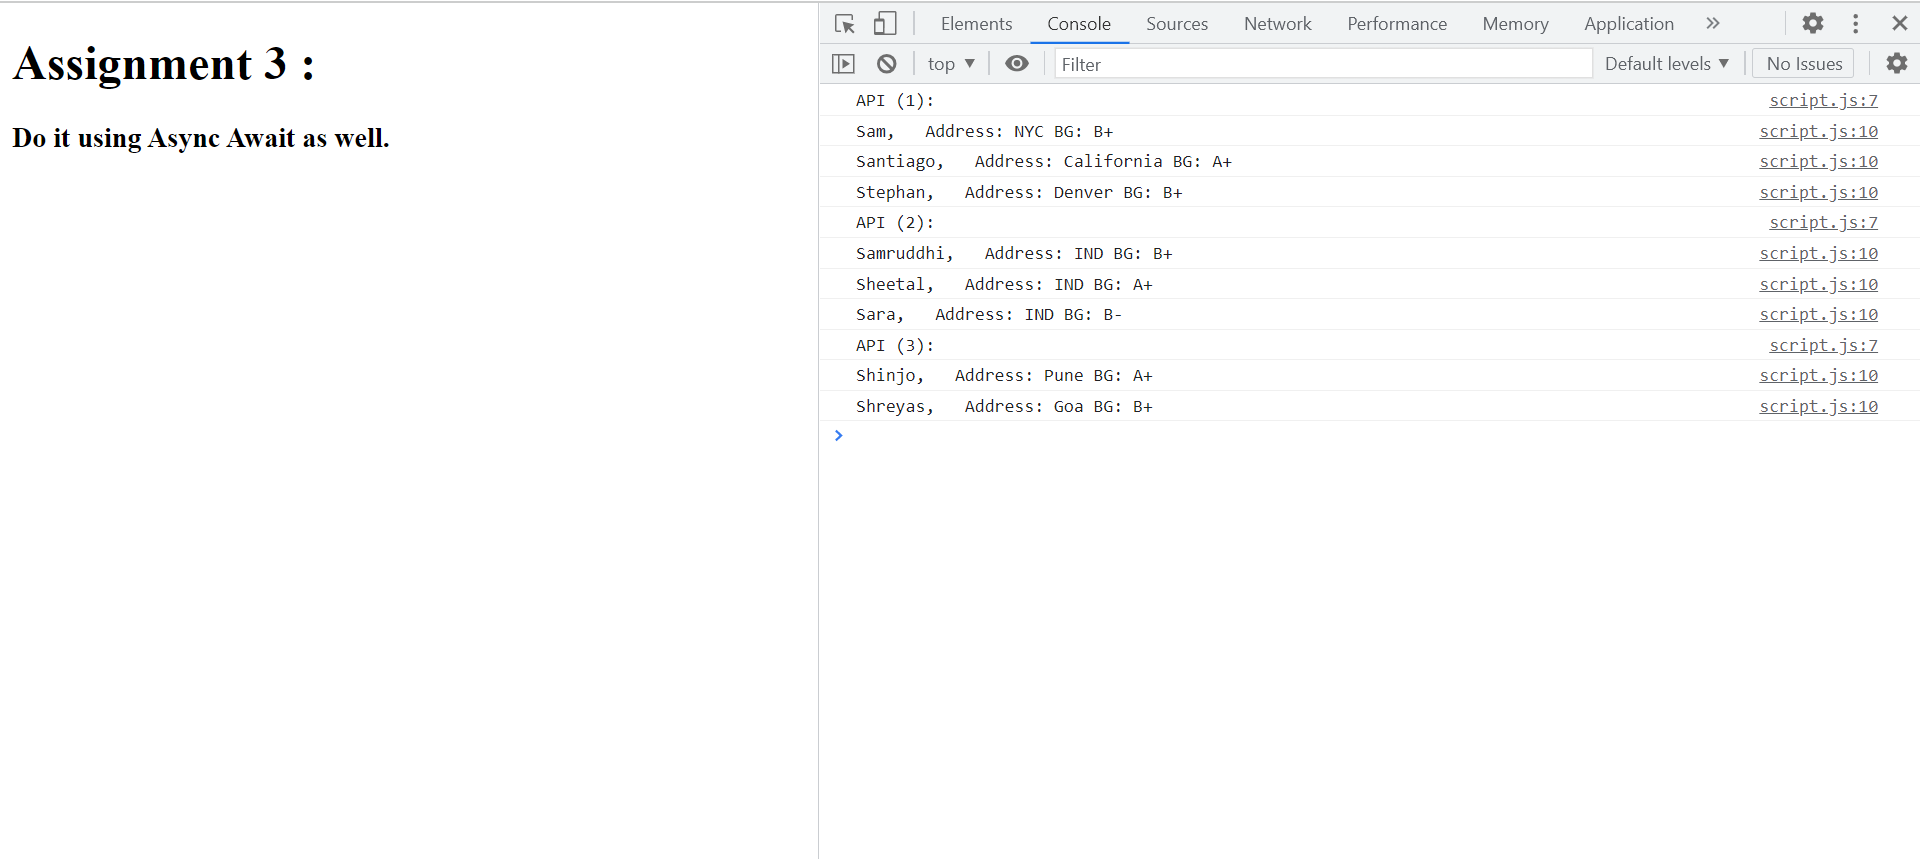 Assignment 3 :
Do it using Async Await as well.
Elements Console Sources Network Performance Memory Application
top ▼ Filter Default levels ▼ No Issues
API (1): script.js:7
Sam,   Address: NYC BG: B+ script.js:10
Santiago,   Address: California BG: A+ script.js:10
Stephan,   Address: Denver BG: B+ script.js:10
API (2): script.js:7
Samruddhi,   Address: IND BG: B+ script.js:10
Sheetal,   Address: IND BG: A+ script.js:10
Sara,   Address: IND BG: B- script.js:10
API (3): script.js:7
Shinjo,   Address: Pune BG: A+ script.js:10
Shreyas,   Address: Goa BG: B+ script.js:10